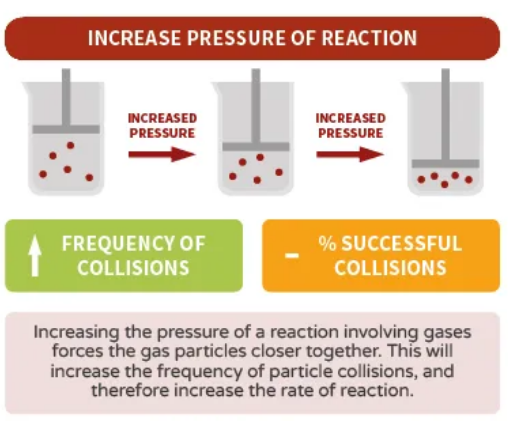 INCREASE PRESSURE OF REACTION
INCREASED
PRESSURE
INCREASED
PRESSURE
FREQUENCY OF
COLLISIONS
– % SUCCESSFUL
COLLISIONS
Increasing the pressure of a reaction involving gases
forces the gas particles closer together. This will
increase the frequency of particle collisions, and
therefore increase the rate of reaction.